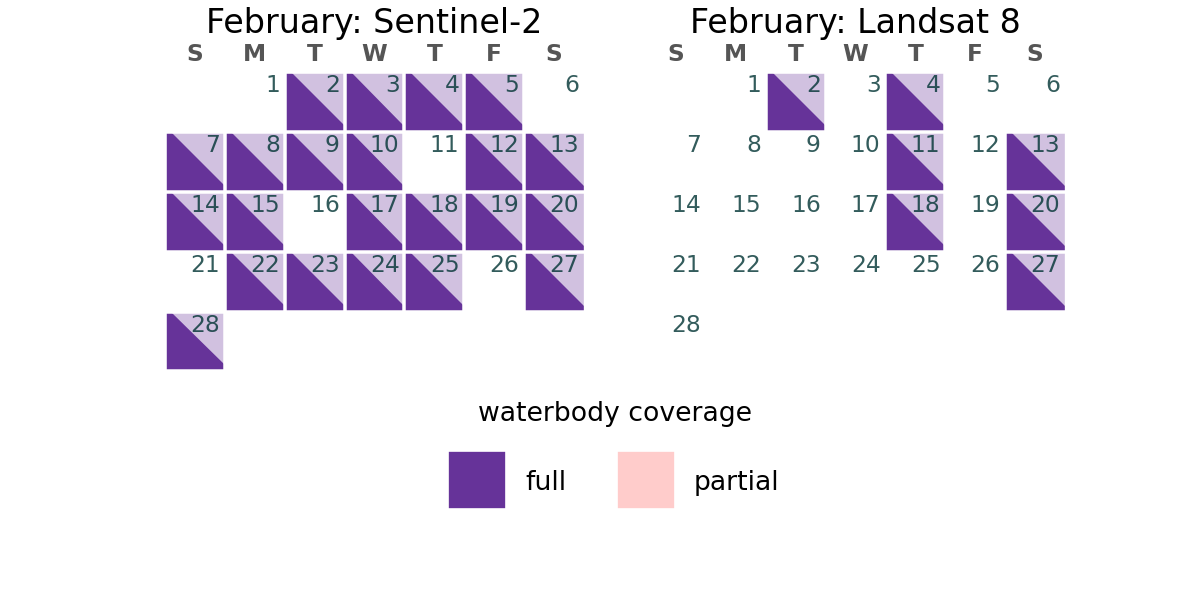 February: Sentinel-2
S M T W T F S
1 2 3 4 5 6
7 8 9 10 11 12 13
14 15 16 17 18 19 20
21 22 23 24 25 26 27
28
February: Landsat 8
S M T W T F S
1 2 3 4 5 6
7 8 9 10 11 12 13
14 15 16 17 18 19 20
21 22 23 24 25 26 27
28
waterbody coverage
full partial